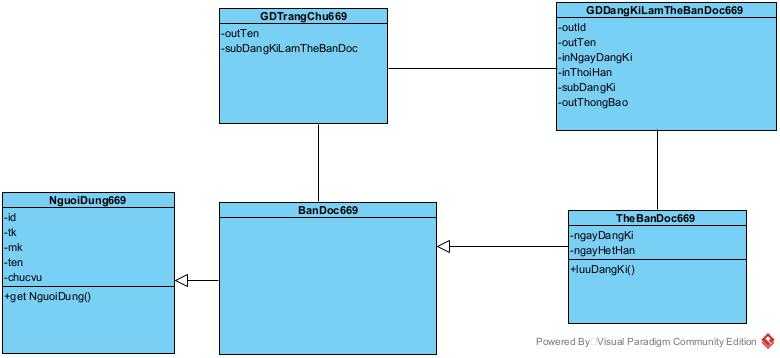 GDTrangChu669
-outTen
-subDangKiLamTheBanDoc
GDDangKiLamTheBanDoc669
-outId
-outTen
-inNgayDangKi
-inThoiHan
-subDangKi
-outThongBao
NguoiDung669
-id
-tk
-mk
-ten
-chucvu
+get NguoiDung()
BanDoc669
TheBanDoc669
-ngayDangKi
-ngayHetHan
+luuDangKi()
Powered By Visual Paradigm Community Edition